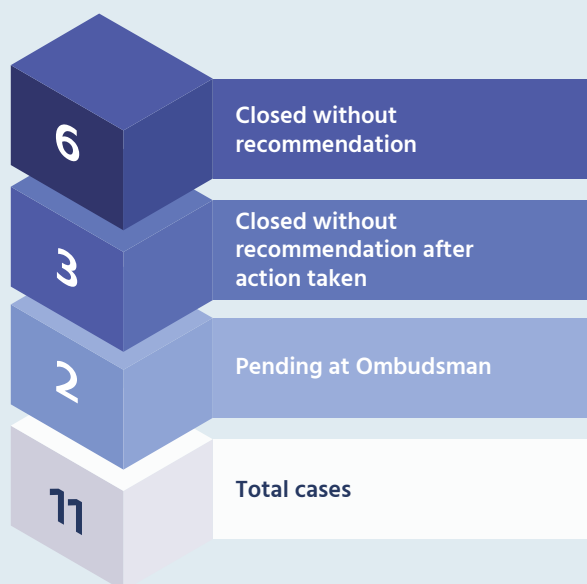 6
Closed without
recommendation
3
Closed without
recommendation after
action taken
2
Pending at Ombudsman
11
Total cases